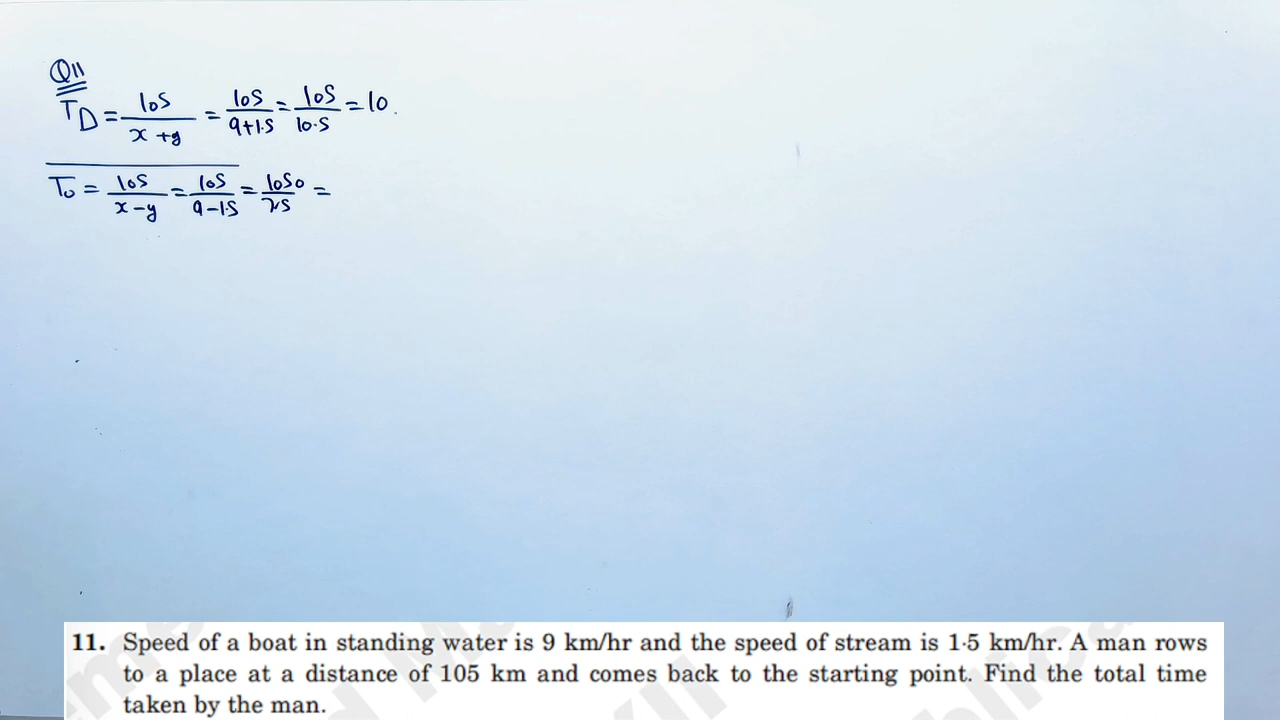 Q11
T_D = 105/(x+y) = 105/(9+1.5) = 105/10.5 = 10.
T_U = 105/(x-y) = 105/(9-1.5) = 1050/75 =
11. Speed of a boat in standing water is 9 km/hr and the speed of stream is 1·5 km/hr. A man rows
to a place at a distance of 105 km and comes back to the starting point. Find the total time
taken by the man.